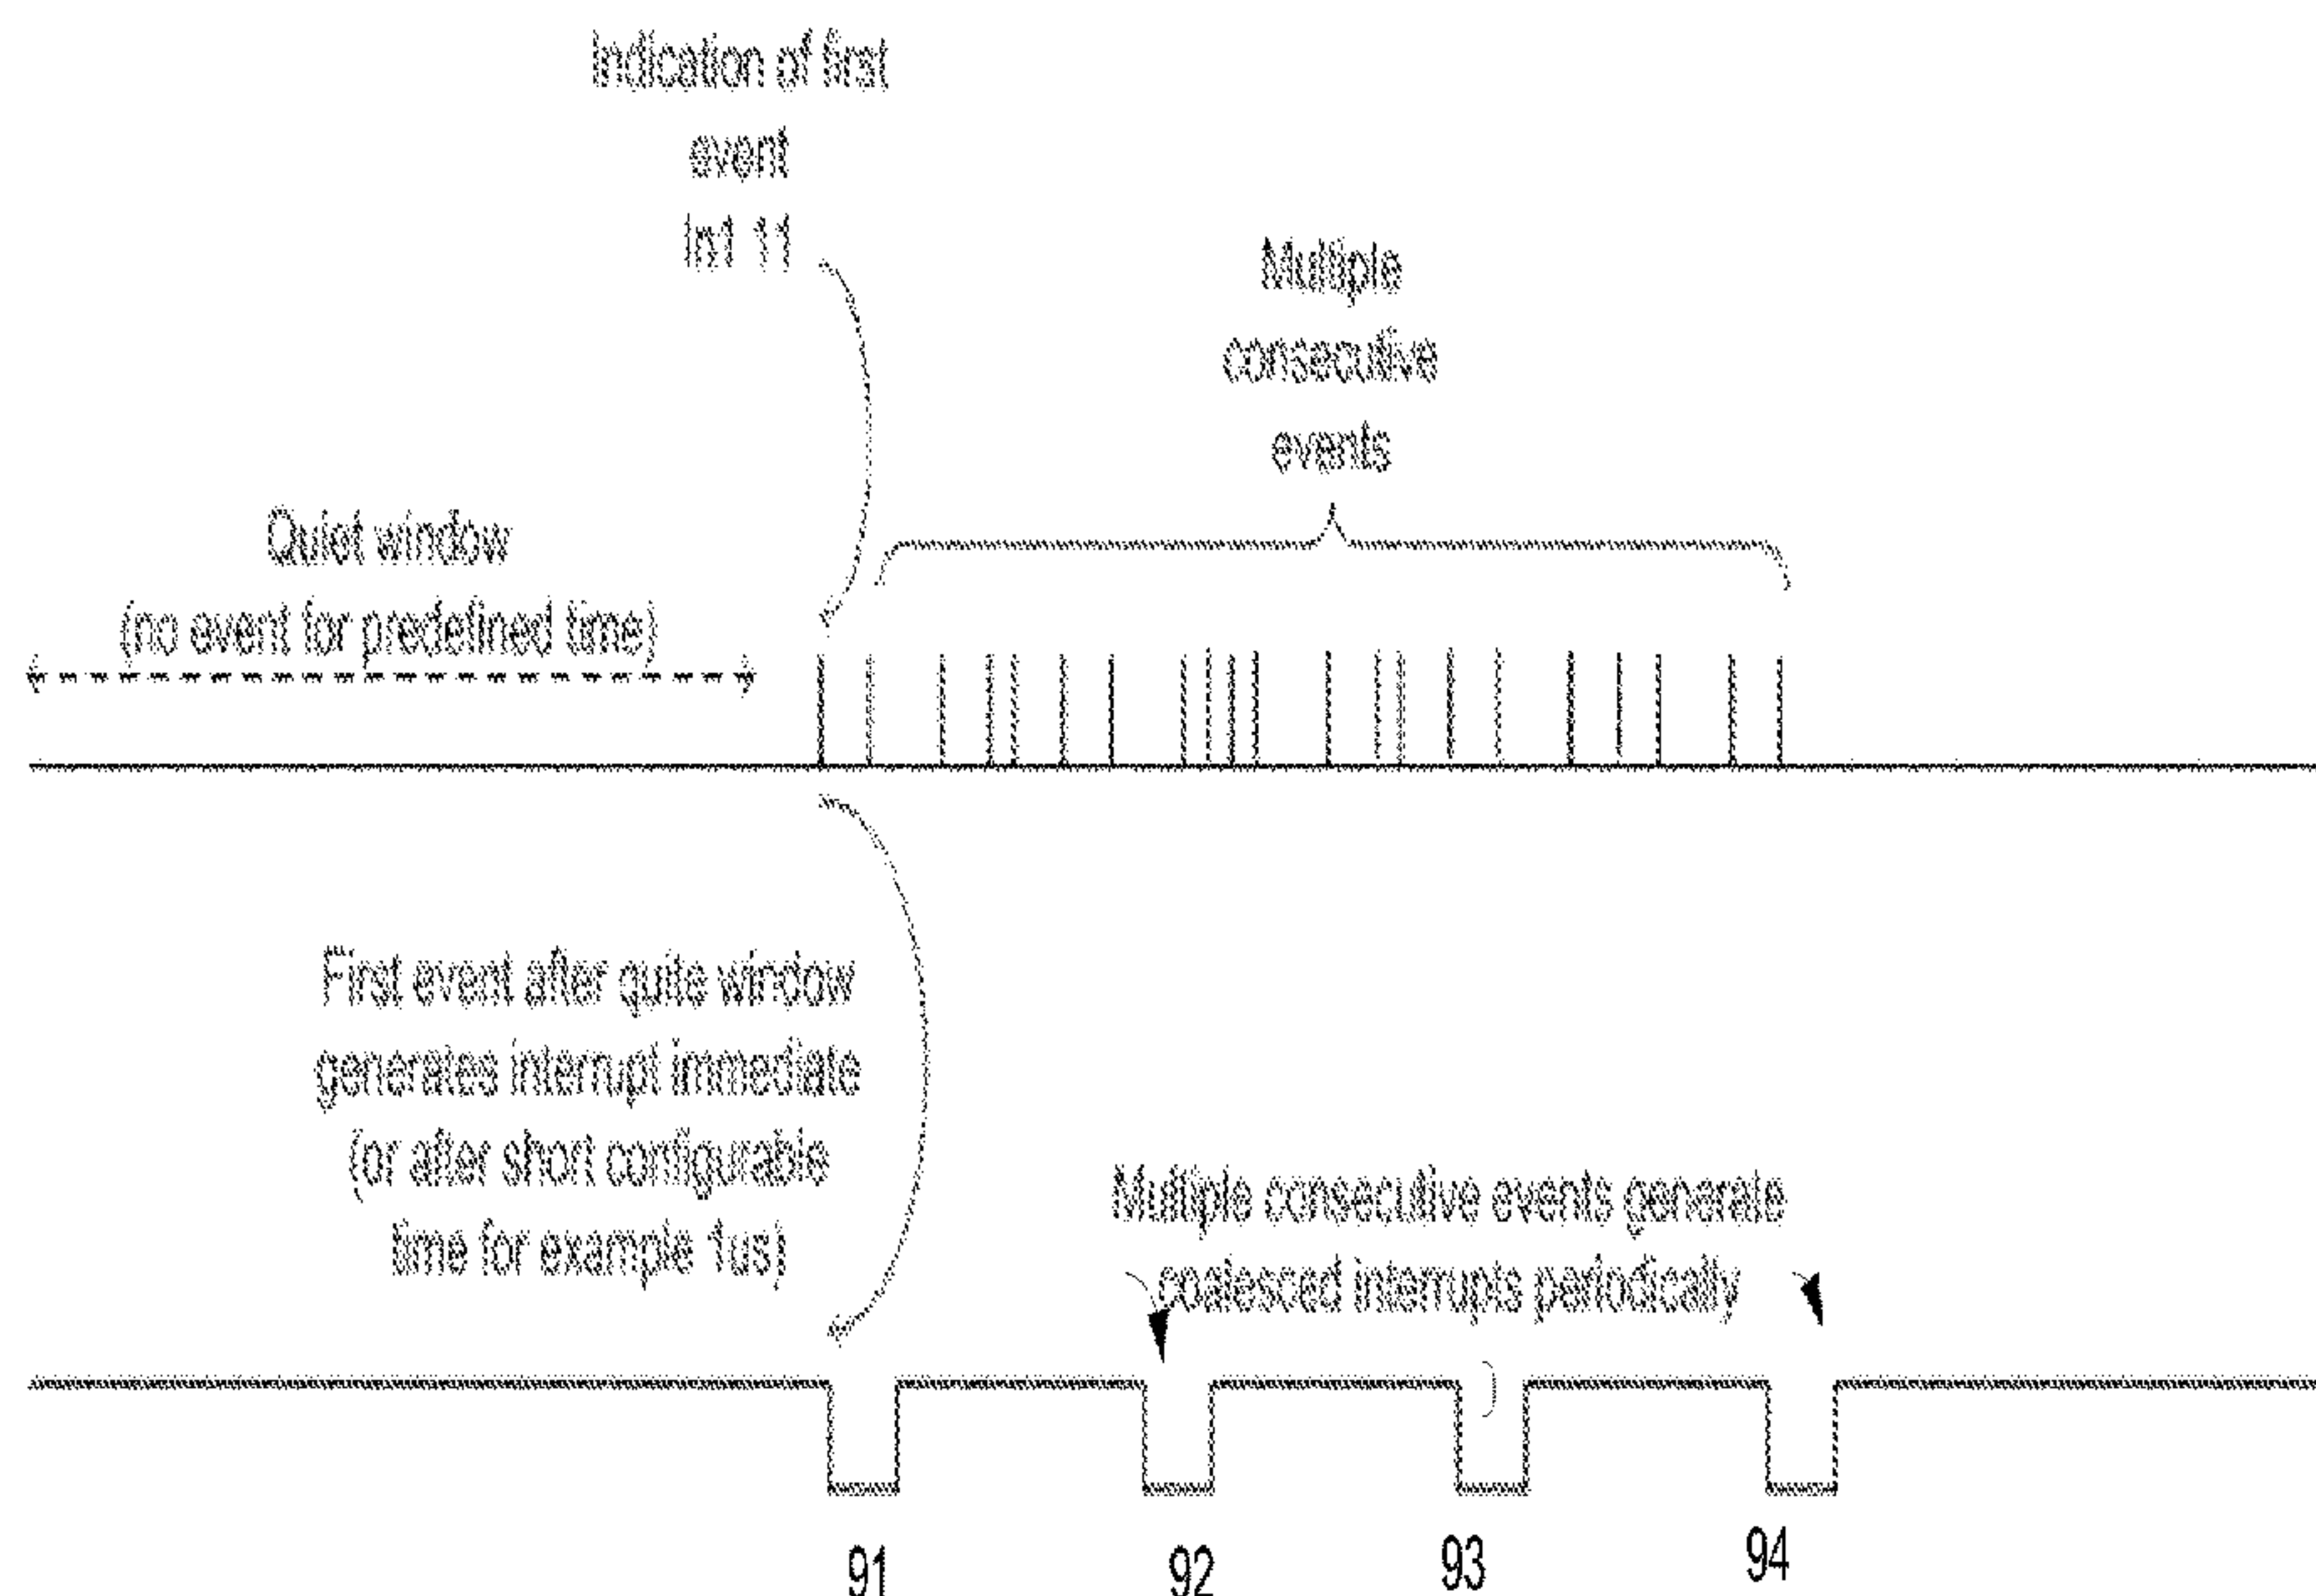 Indication of first
event
In1 11
Multiple
consecutive
events
Quiet window
(no event for predefined time)
First event after quite window
generates interrupt immediate
(or after short configurable
time for example 1us)
Multiple consecutive events generate
coalesced interrupts periodically
91
92
93
94